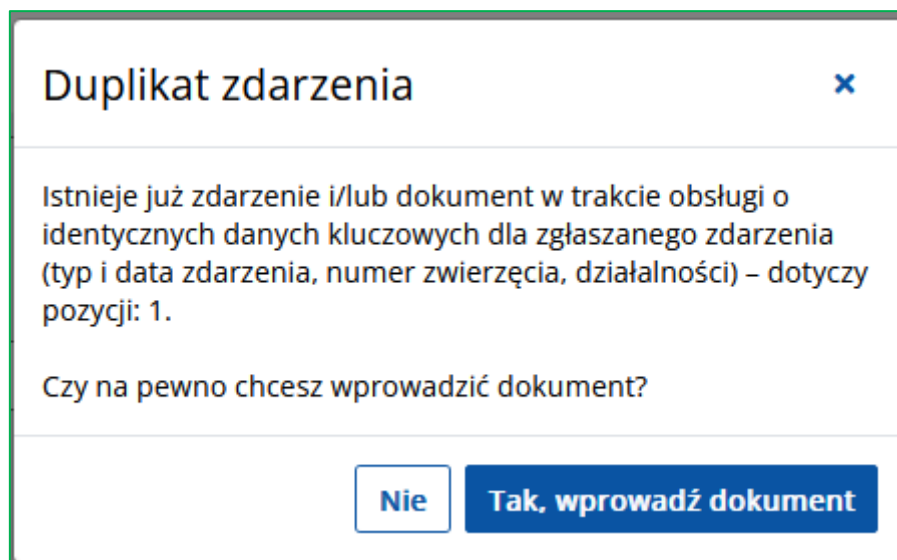 Duplikat zdarzenia
Istnieje już zdarzenie i/lub dokument w trakcie obsługi o
identycznych danych kluczowych dla zgłaszanego zdarzenia
(typ i data zdarzenia, numer zwierzęcia, działalności) – dotyczy
pozycji: 1.
Czy na pewno chcesz wprowadzić dokument?
Nie
Tak, wprowadź dokument